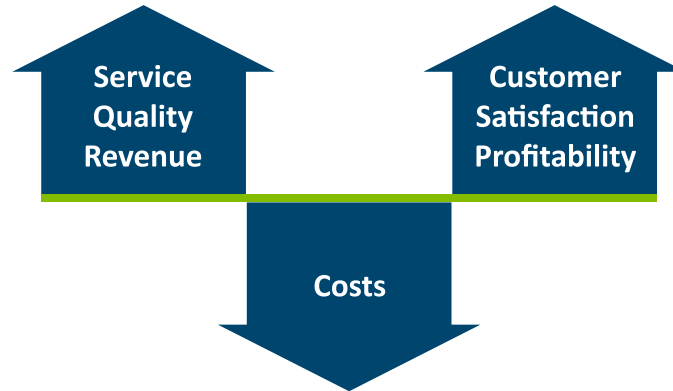 Service
Quality
Revenue
Customer
Satisfaction
Profitability
Costs